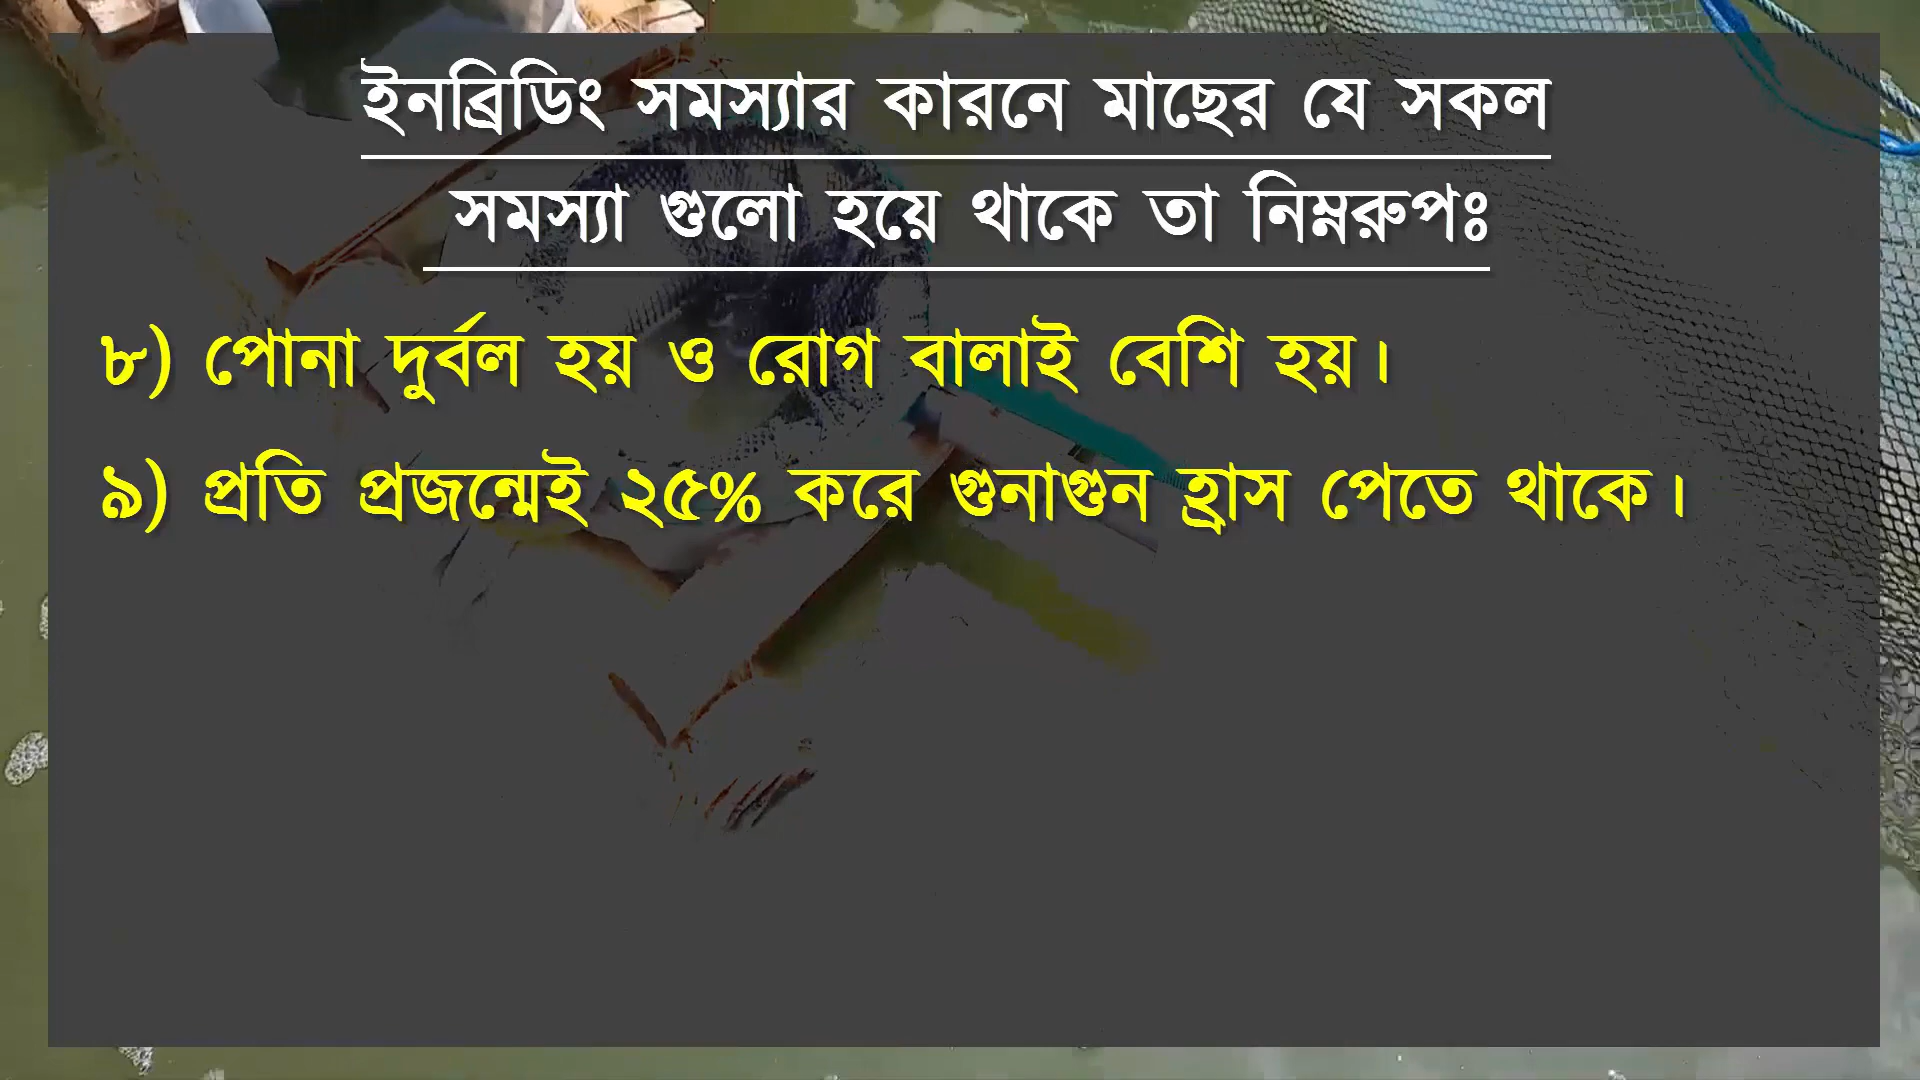 ইনব্রিডিং সমস্যার কারনে মাছের যে সকল
সমস্যা গুলো হয়ে থাকে তা নিম্নরুপঃ
৮) পোনা দুর্বল হয় ও রোগ বালাই বেশি হয়।
৯) প্রতি প্রজন্মেই ২৫% করে গুনাগুন হ্রাস পেতে থাকে।